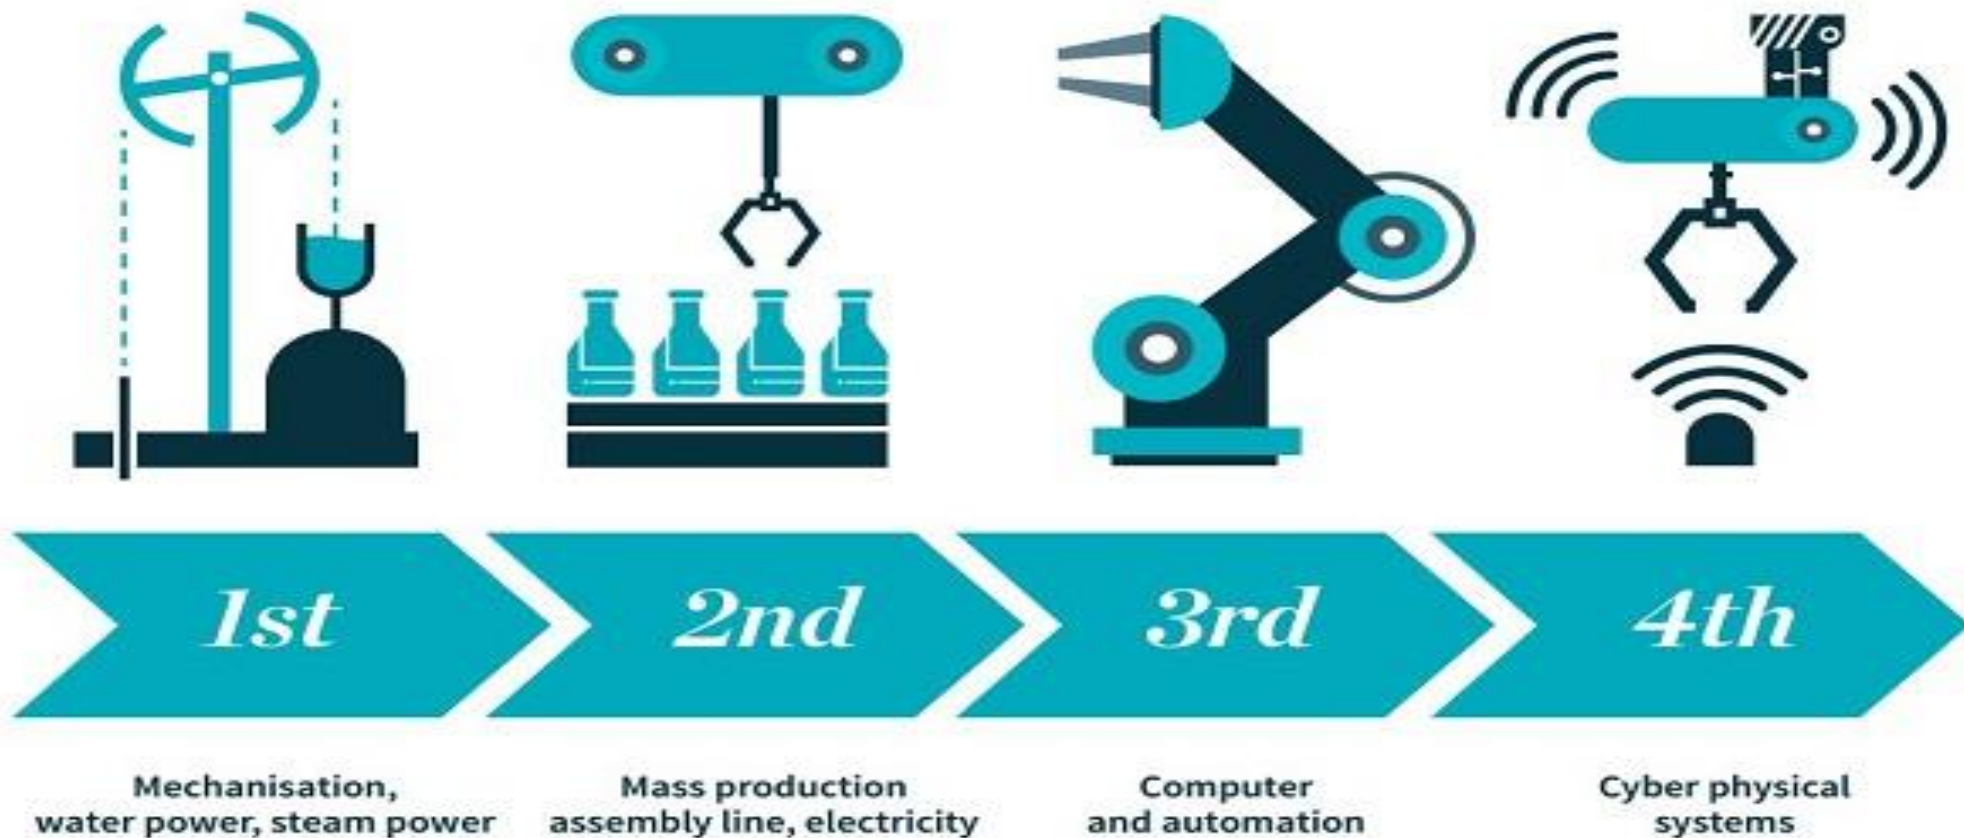 1st
2nd
3rd
4th
Mechanisation,
water power, steam power
Mass production
assembly line, electricity
Computer
and automation
Cyber physical
systems